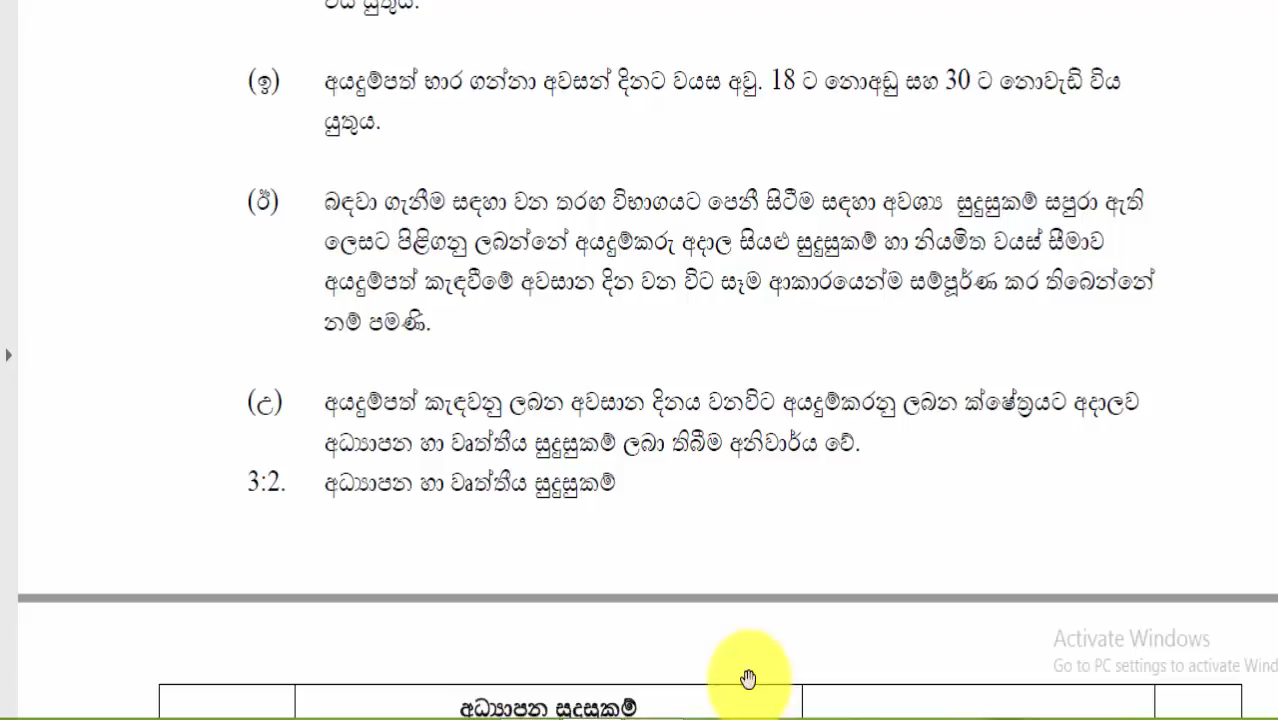 විය යුතුය.
(ඉ) අයදුම්පත් භාර ගන්නා අවසන් දිනට වයස අවු. 18 ට නොඅඩු සහ 30 ට නොවැඩි විය
යුතුය.
(ඊ) බඳවා ගැනීම සඳහා වන තරඟ විභාගයට පෙනී සිටීම සඳහා අවශ්‍ය සුදුසුකම් සපුරා ඇති
ලෙසට පිළිගනු ලබන්නේ අයදුම්කරු අදාල සියළු සුදුසුකම් හා නියමිත වයස් සීමාව
අයදුම්පත් කැඳවීමේ අවසාන දින වන විට සෑම ආකාරයෙන්ම සම්පූර්ණ කර තිබෙන්නේ
නම් පමණි.
(උ) අයදුම්පත් කැඳවනු ලබන අවසාන දිනය වනවිට අයදුම්කරනු ලබන ක්ෂේත්‍රයට අදාලව
අධ්‍යාපන හා වෘත්තීය සුදුසුකම් ලබා තිබීම අනිවාර්ය වේ.
3:2. අධ්‍යාපන හා වෘත්තීය සුදුසුකම්
Activate Windows
Go to PC settings to activate Wind
අධ්‍යාපන සුදුසුකම්